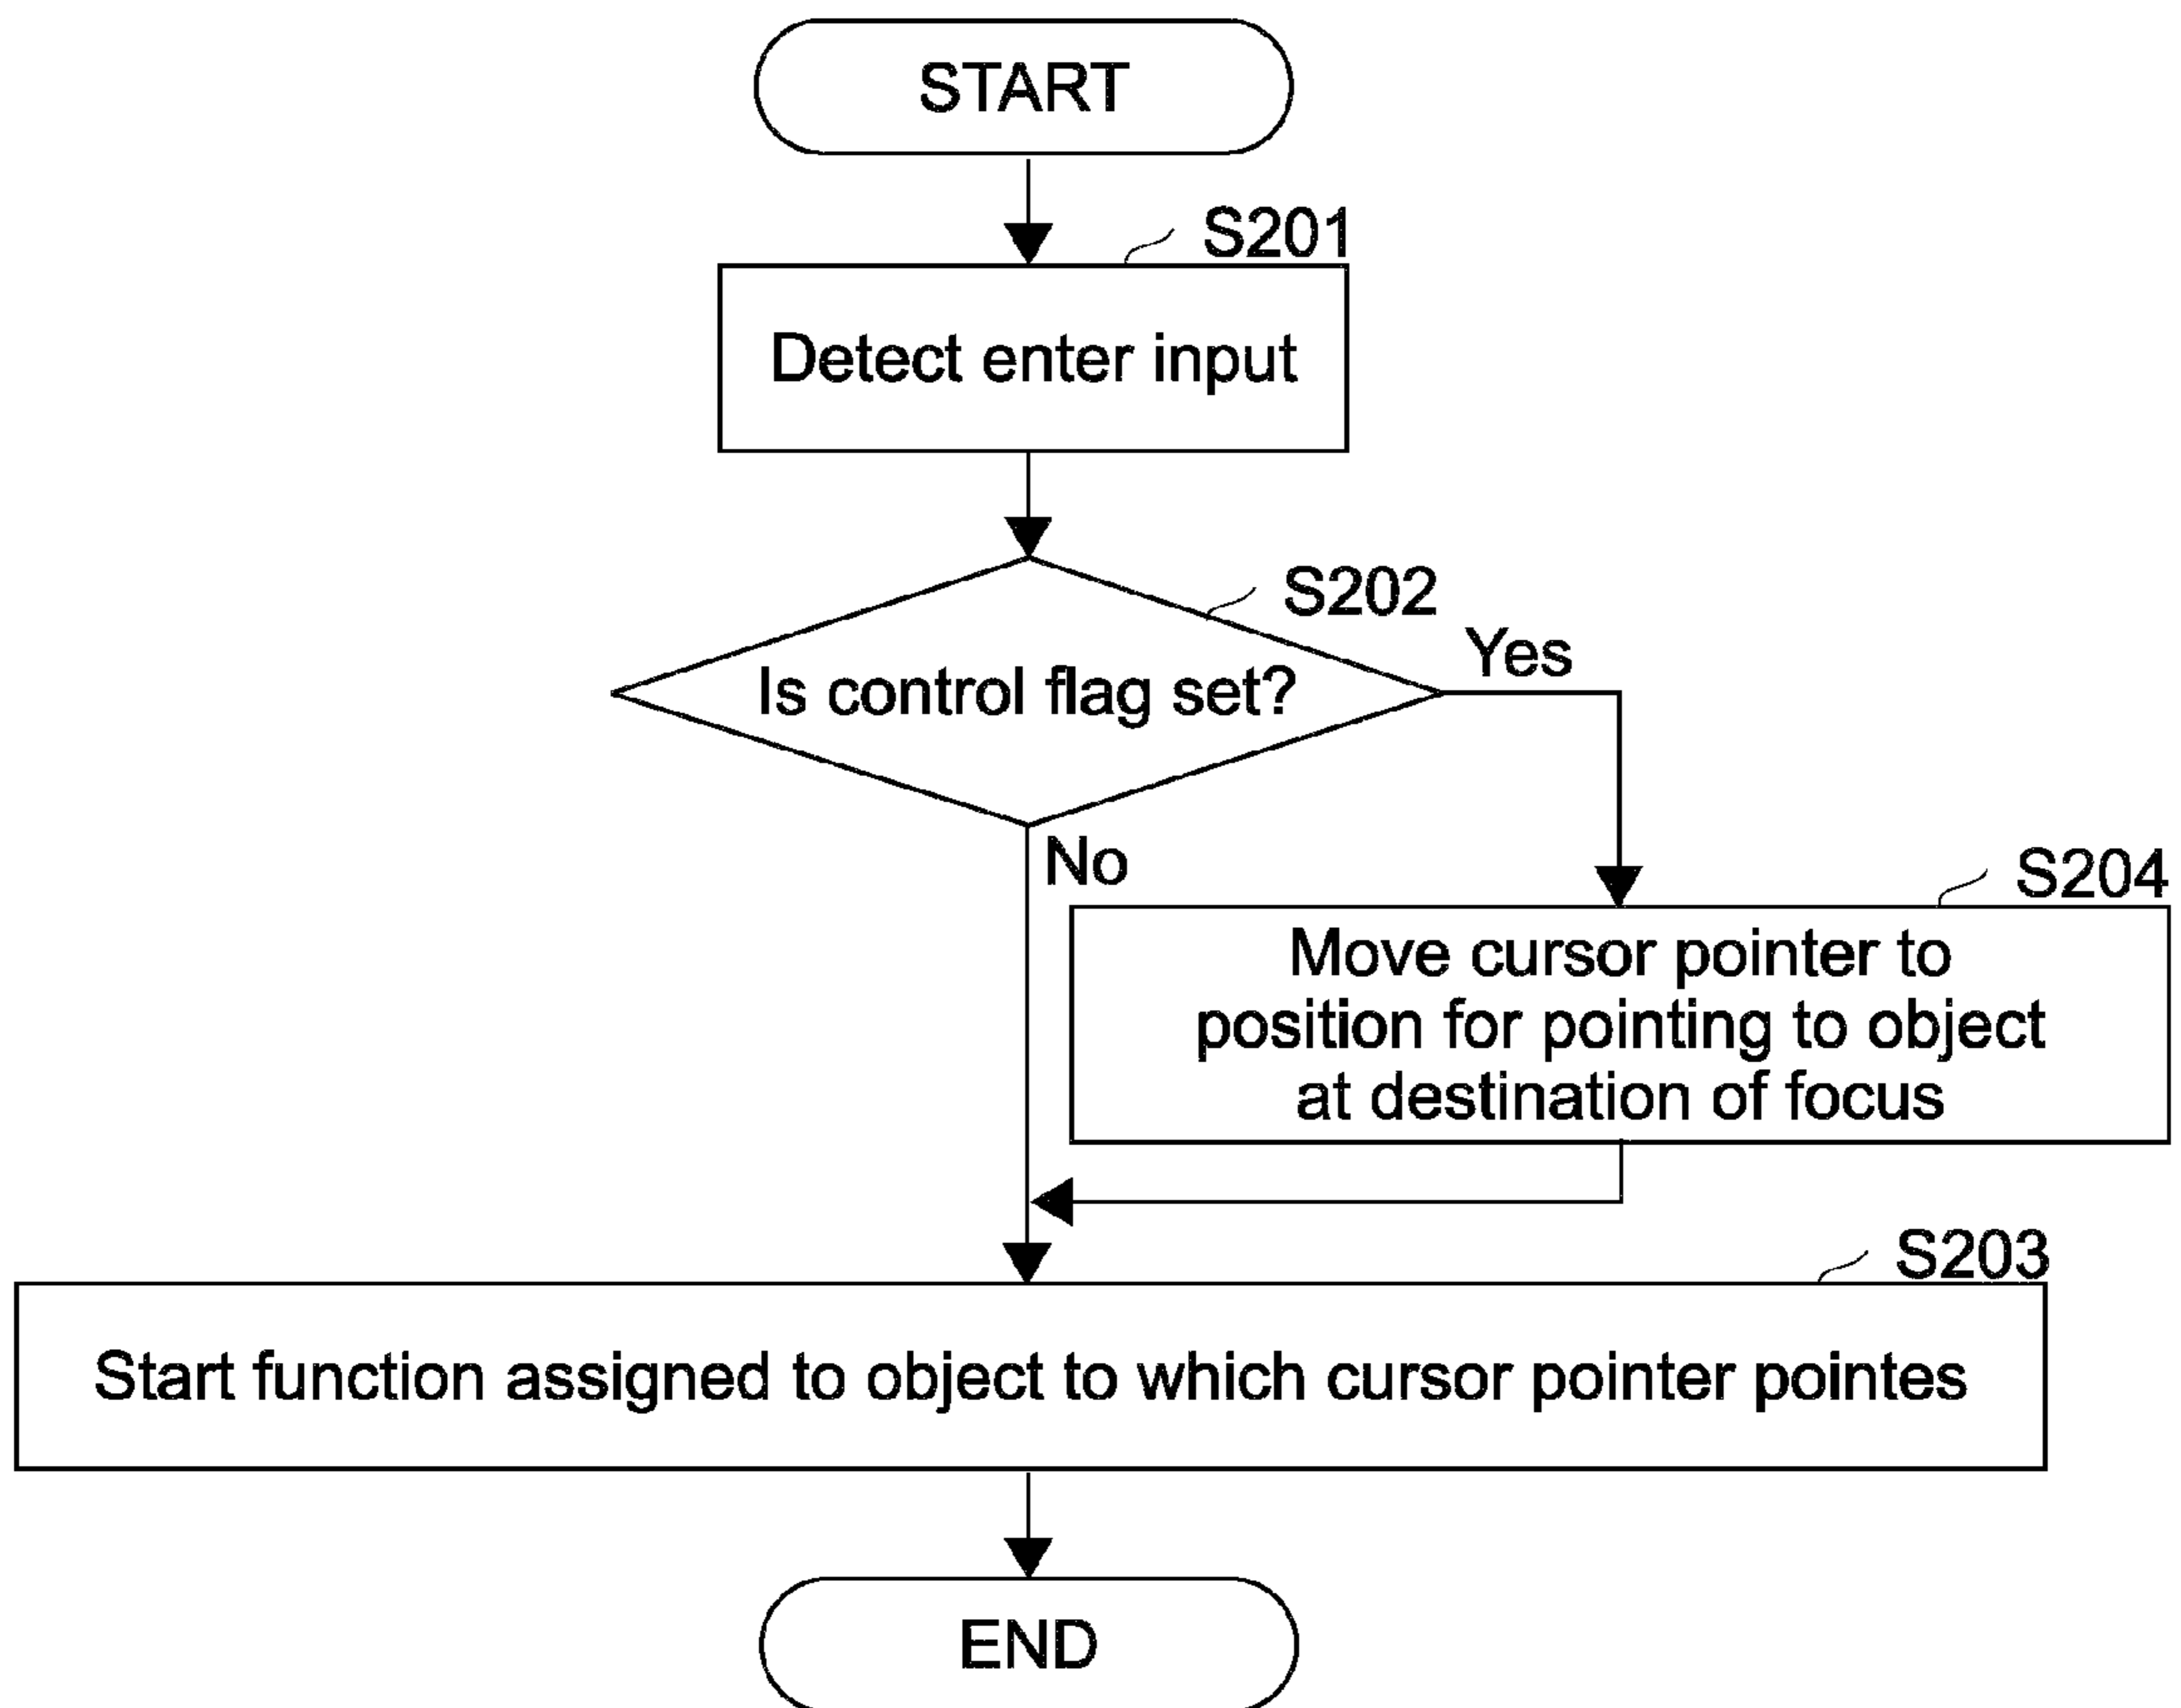 START
S201
Detect enter input
S202
Is control flag set?
Yes
No
S204
Move cursor pointer to
position for pointing to object
at destination of focus
S203
Start function assigned to object to which cursor pointer pointes
END